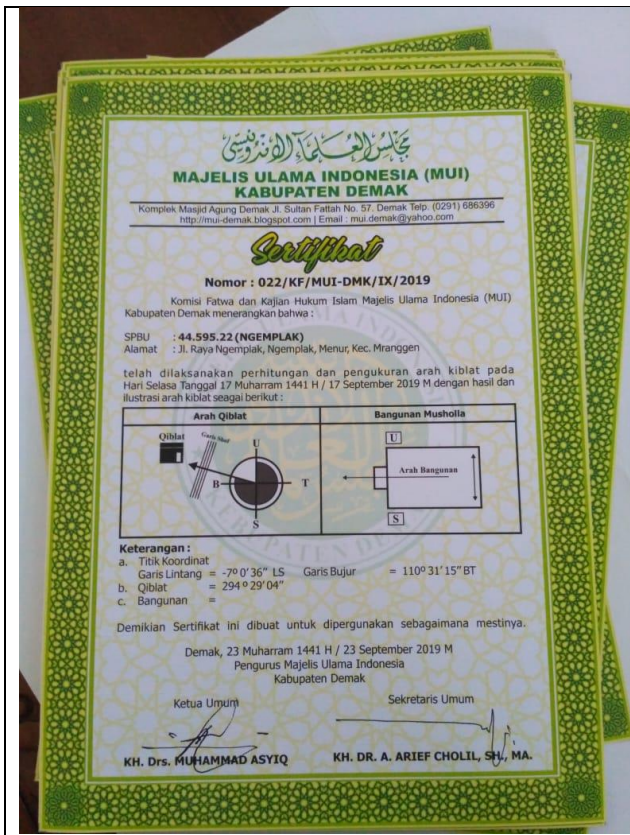 مجلس العلماء الاندونيسي
MAJELIS ULAMA INDONESIA (MUI)
KABUPATEN DEMAK
Komplek Masjid Agung Demak Jl. Sultan Fattah No. 57. Demak Telp. (0291) 686396
http://mui-demak.blogspot.com | Email : mui.demak@yahoo.com
Sertifikat
Nomor : 022/KF/MUI-DMK/IX/2019
Komisi Fatwa dan Kajian Hukum Islam Majelis Ulama Indonesia (MUI)
Kabupaten Demak menerangkan bahwa :
SPBU : 44.595.22 (NGEMPLAK)
Alamat : Jl. Raya Ngemplak, Ngemplak, Menur, Kec. Mranggen
telah dilaksanakan perhitungan dan pengukuran arah kiblat pada
Hari Selasa Tanggal 17 Muharram 1441 H / 17 September 2019 M dengan hasil dan
ilustrasi arah kiblat seagai berikut :
Arah Qiblat
Bangunan Musholla
Qiblat
Garis Shaf
U
B
T
S
U
Arah Bangunan
S
Keterangan :
a. Titik Koordinat
Garis Lintang = -7º 0' 36" LS Garis Bujur = 110º 31' 15" BT
b. Qiblat = 294 º 29' 04"
c. Bangunan =
Demikian Sertifikat ini dibuat untuk dipergunakan sebagaimana mestinya.
Demak, 23 Muharram 1441 H / 23 September 2019 M
Pengurus Majelis Ulama Indonesia
Kabupaten Demak
Ketua Umum
Sekretaris Umum
KH. Drs. MUHAMMAD ASYIQ
KH. DR. A. ARIEF CHOLIL, SH., MA.